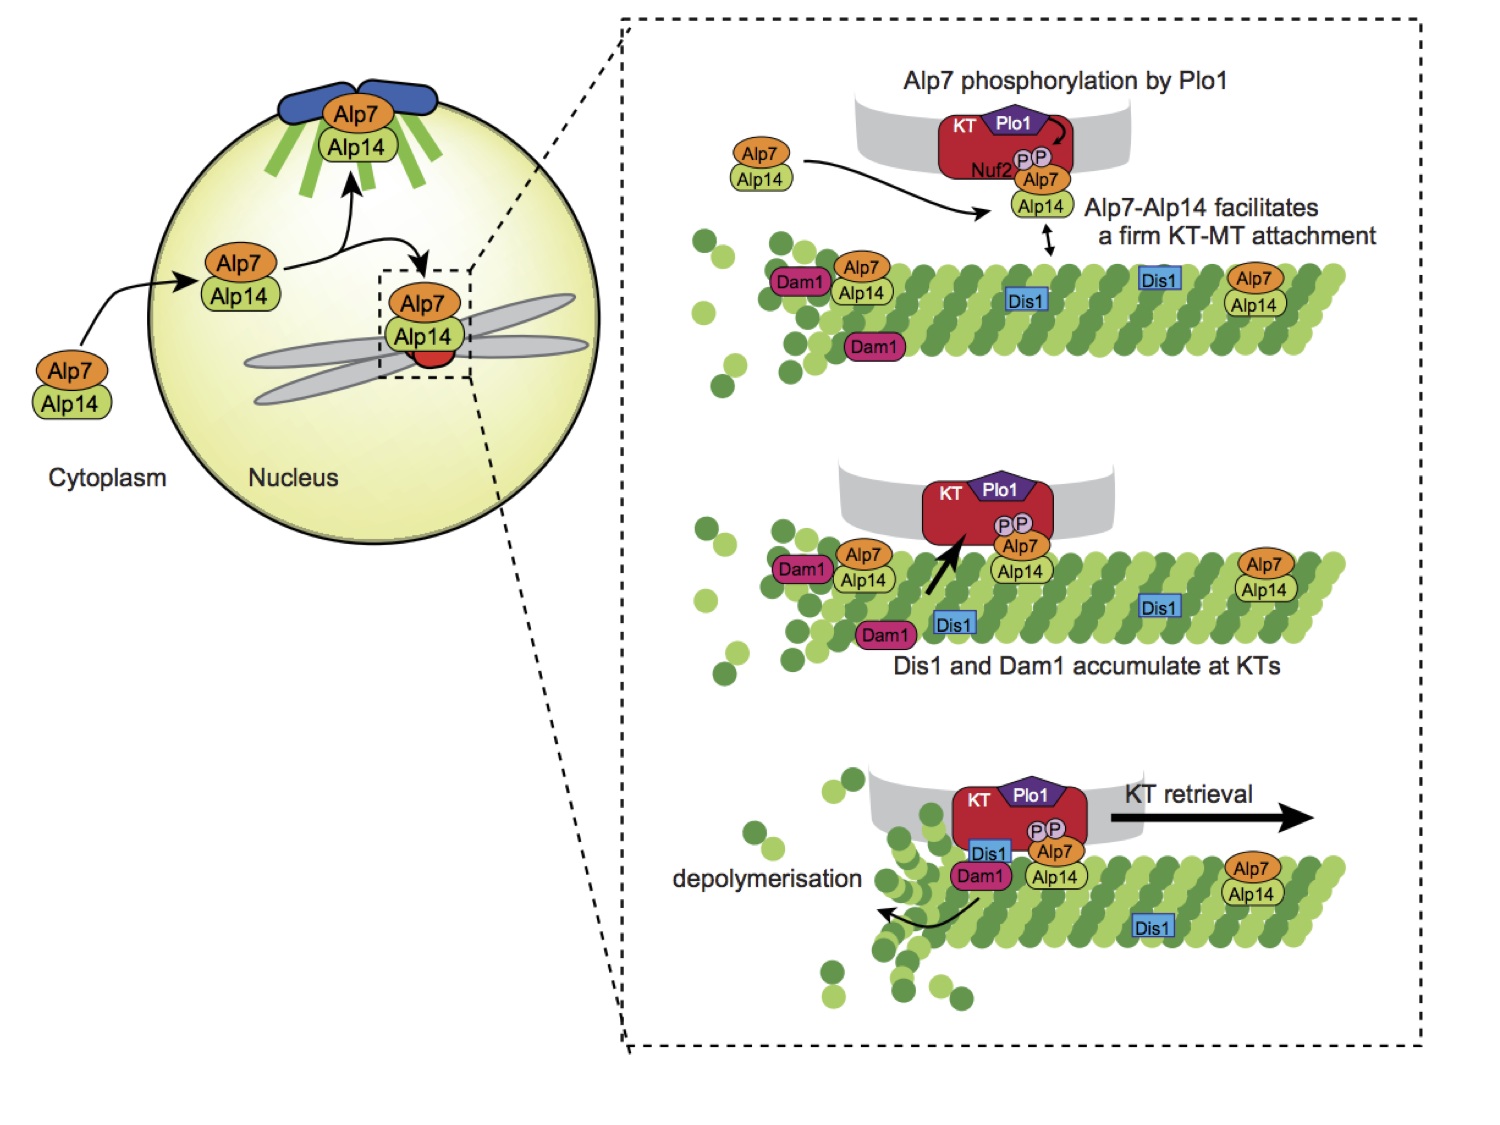 Alp7
Alp14
Alp7
Alp14
Alp7
Alp14
Alp7
Alp14
Cytoplasm
Nucleus
Alp7 phosphorylation by Plo1
KT
Plo1
P P
Nuf2
Alp7
Alp14
Alp7
Alp14
Alp7-Alp14 facilitates
a firm KT-MT attachment
Dam1
Alp7
Alp14
Dis1
Dis1
Alp7
Alp14
Dam1
KT
Plo1
P P
Alp7
Alp14
Dam1
Alp7
Alp14
Dis1
Dis1
Alp7
Alp14
Dam1
Dis1 and Dam1 accumulate at KTs
KT
Plo1
KT retrieval
P P
Dis1
Alp7
Alp14
Dam1
depolymerisation
Alp7
Alp14
Dis1